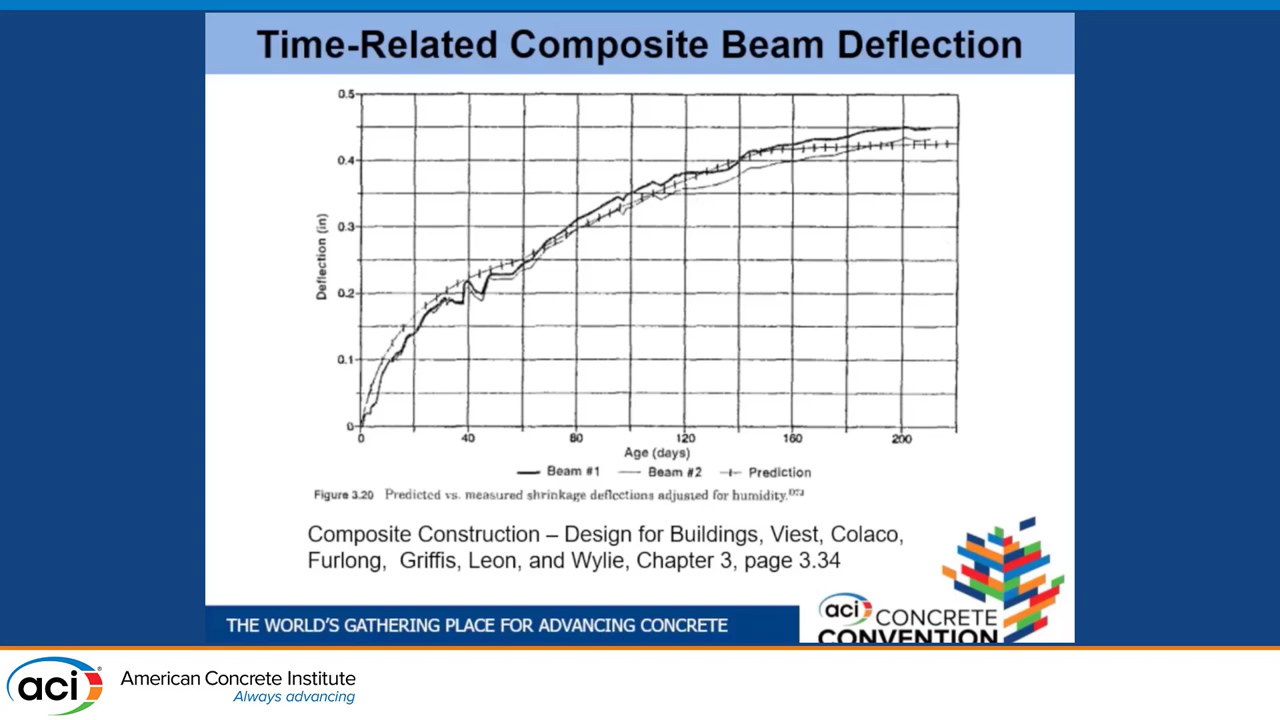 Time-Related Composite Beam Deflection
0.5
0.4
0.3
0.2
0.1
0
Deflection (in)
0 40 80 120 160 200
Age (days)
Beam #1 Beam #2 Prediction
Figure 3.20 Predicted vs. measured shrinkage deflections adjusted for humidity.
Composite Construction – Design for Buildings, Viest, Colaco,
Furlong, Griffis, Leon, and Wylie, Chapter 3, page 3.34
THE WORLD'S GATHERING PLACE FOR ADVANCING CONCRETE
aci CONCRETE
CONVENTION
aci ® American Concrete Institute
Always advancing